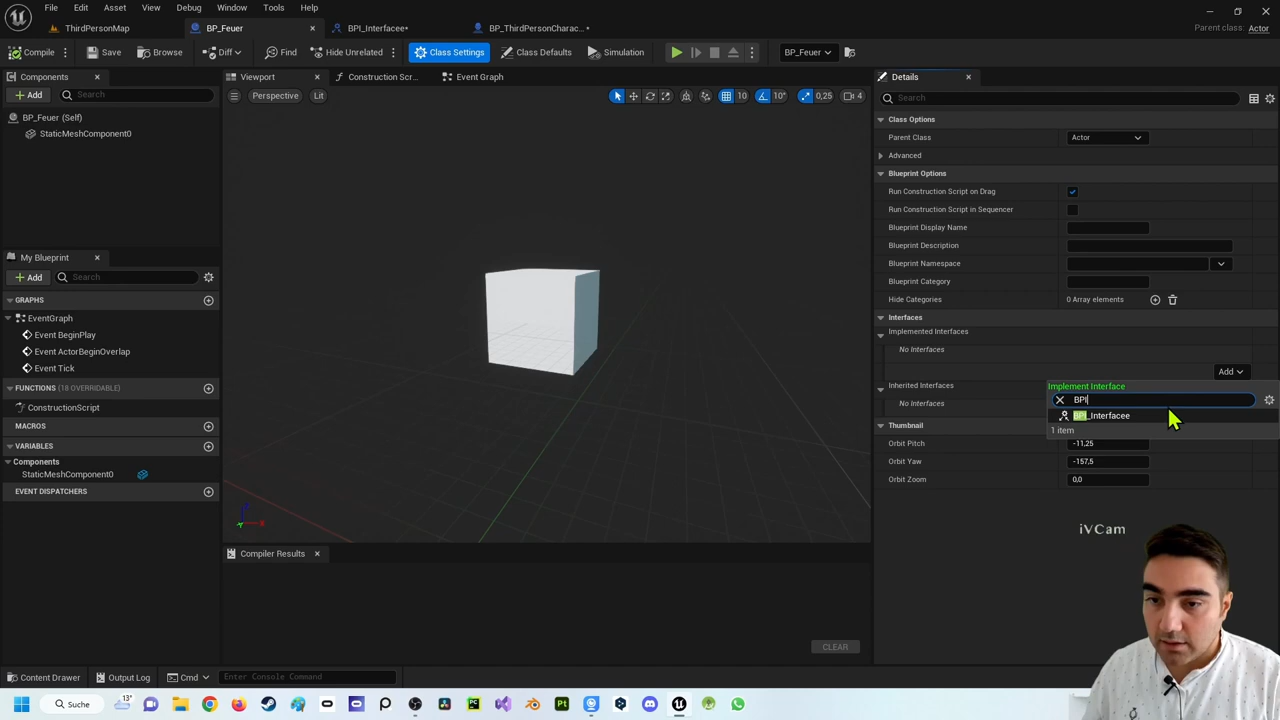 File Edit Asset View Debug Window Tools Help
ThirdPersonMap BP_Feuer BPI_Interfacee* BP_ThirdPersonCharac...*
Parent class: Actor
Compile Save Browse Diff Find Hide Unrelated Class Settings Class Defaults Simulation BP_Feuer
Components
Add Search
BP_Feuer (Self)
StaticMeshComponent0
My Blueprint
Add Search
GRAPHS
EventGraph
Event BeginPlay
Event ActorBeginOverlap
Event Tick
FUNCTIONS (18 OVERRIDABLE)
ConstructionScript
MACROS
VARIABLES
Components
StaticMeshComponent0
EVENT DISPATCHERS
Viewport Construction Scr... Event Graph
Perspective Lit 10 10° 0,25 4
Compiler Results
CLEAR
Details
Search
Class Options
Parent Class Actor
Advanced
Blueprint Options
Run Construction Script on Drag
Run Construction Script in Sequencer
Blueprint Display Name
Blueprint Description
Blueprint Namespace
Blueprint Category
Hide Categories 0 Array elements
Interfaces
Implemented Interfaces
No Interfaces
Add
Inherited Interfaces
No Interfaces
Implement Interface
BPI
BPI_Interfacee
1 item
Thumbnail
Orbit Pitch -11,25
Orbit Yaw -157,5
Orbit Zoom 0,0
iVCam
Content Drawer Output Log Cmd Enter Console Command
13° Suche